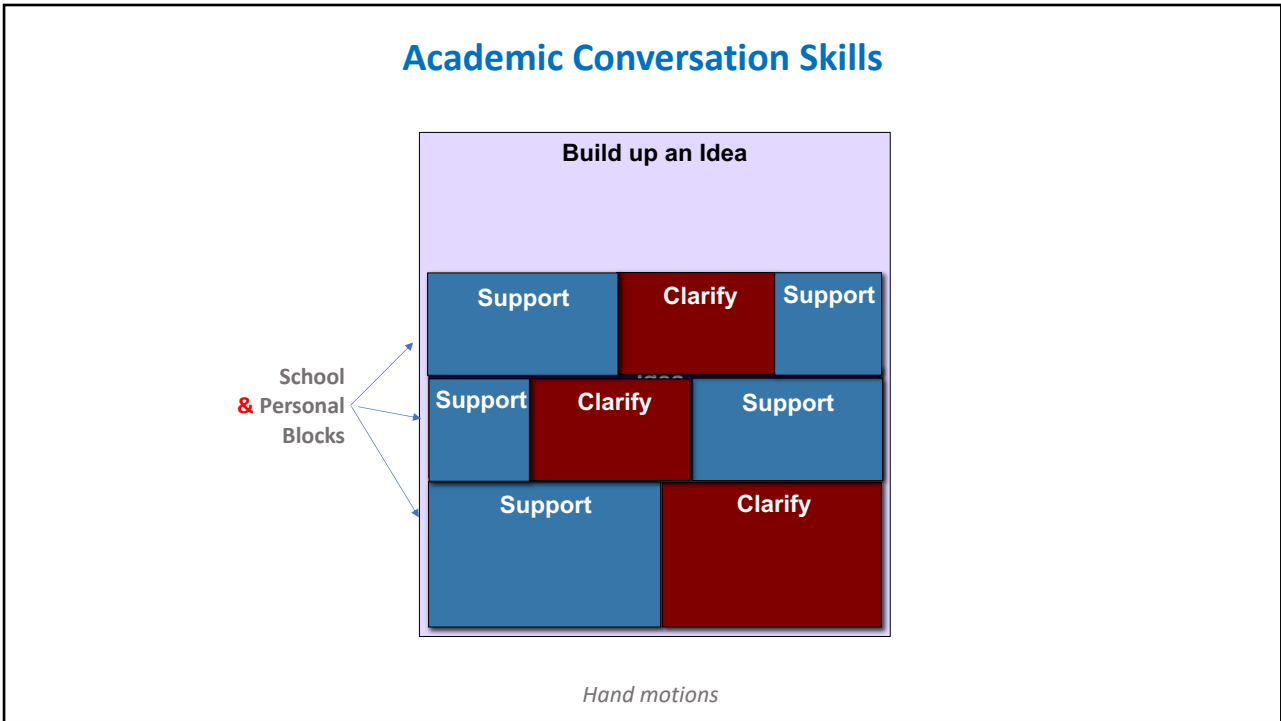 Academic Conversation Skills
Build up an Idea
Support Clarify Support
School
& Personal
Blocks
Support Clarify Support
Support Clarify
Hand motions